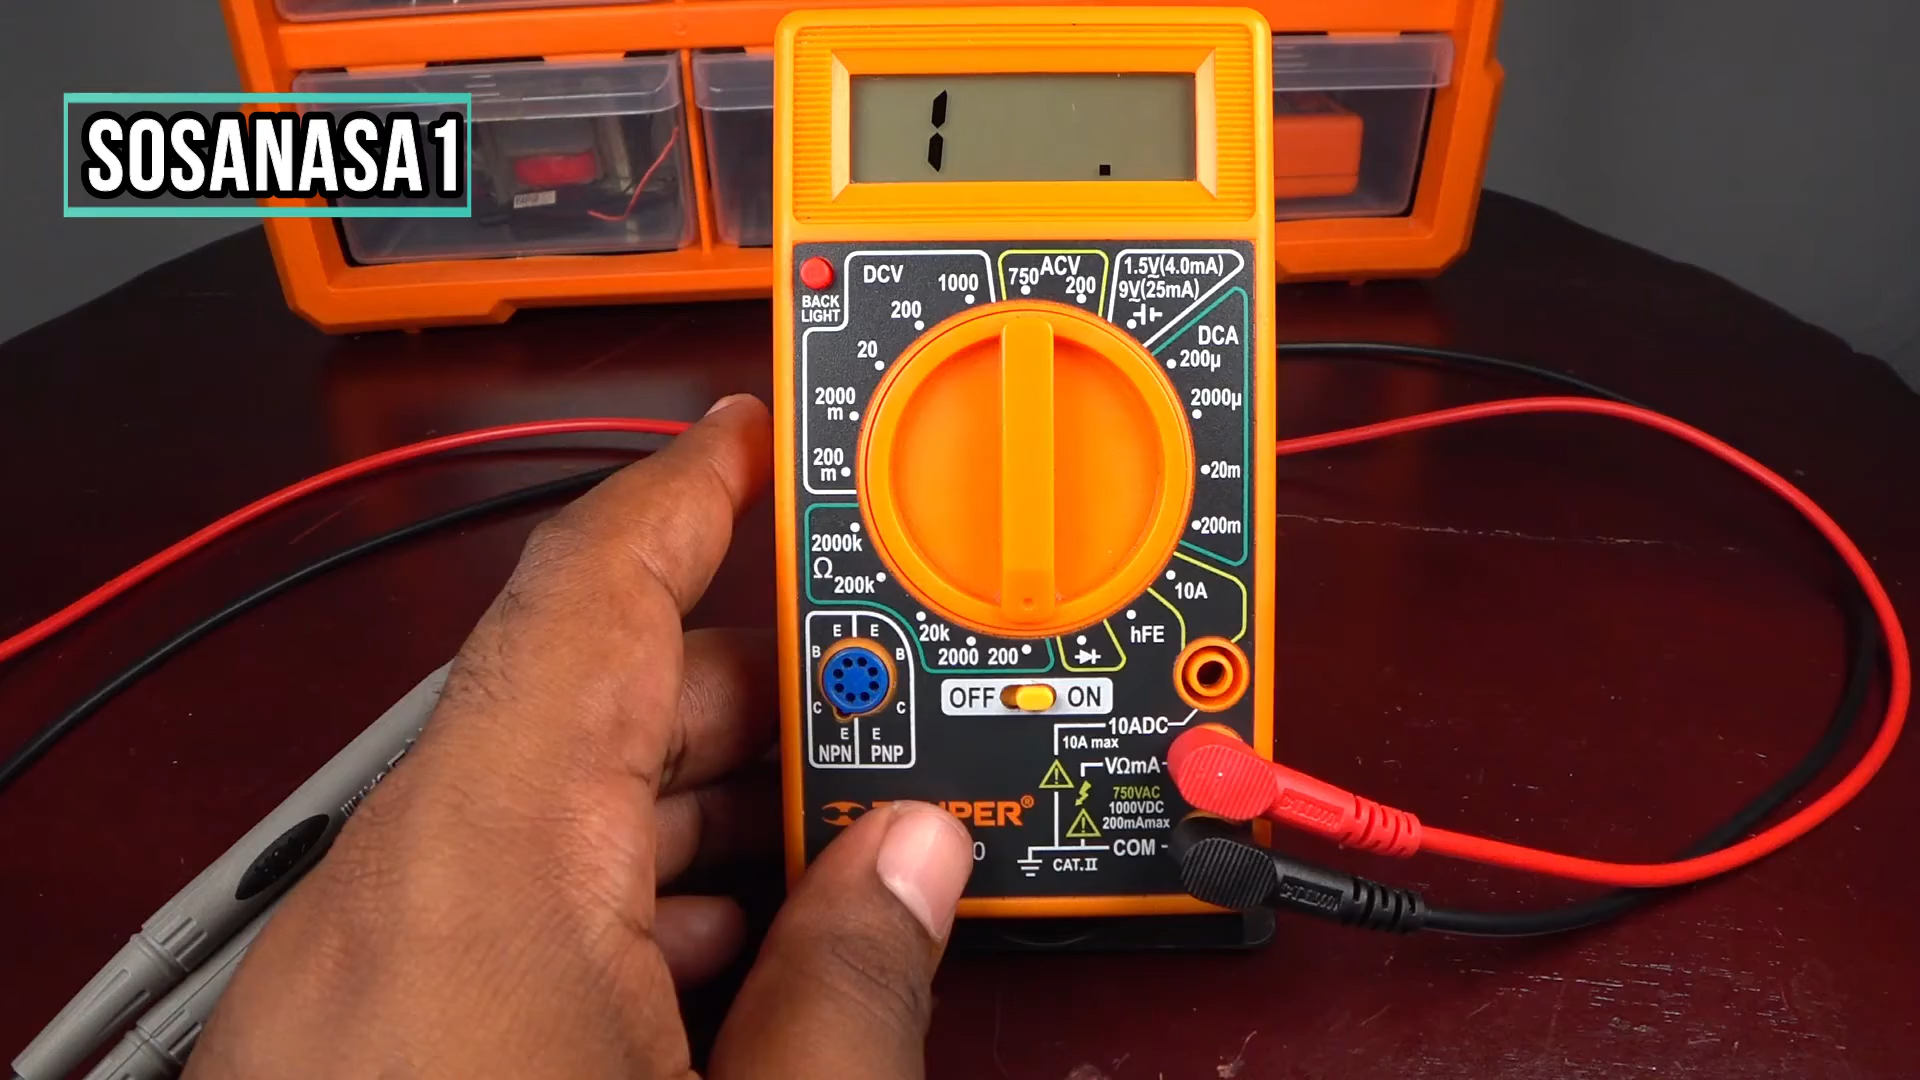 SOSANASA 1
1 .
BACK
LIGHT
DCV
1000
200
20
2000
m
200
m
750
ACV
200
1.5V(4.0mA)
9V(25mA)
DCA
200µ
2000µ
20m
200m
10A
hFE
2000k
Ω
200k
20k
2000
200
E E
B B
C C
E E
NPN PNP
OFF
ON
10ADC
10A max
VΩmA
750VAC
1000VDC
200mAmax
COM
CAT.II